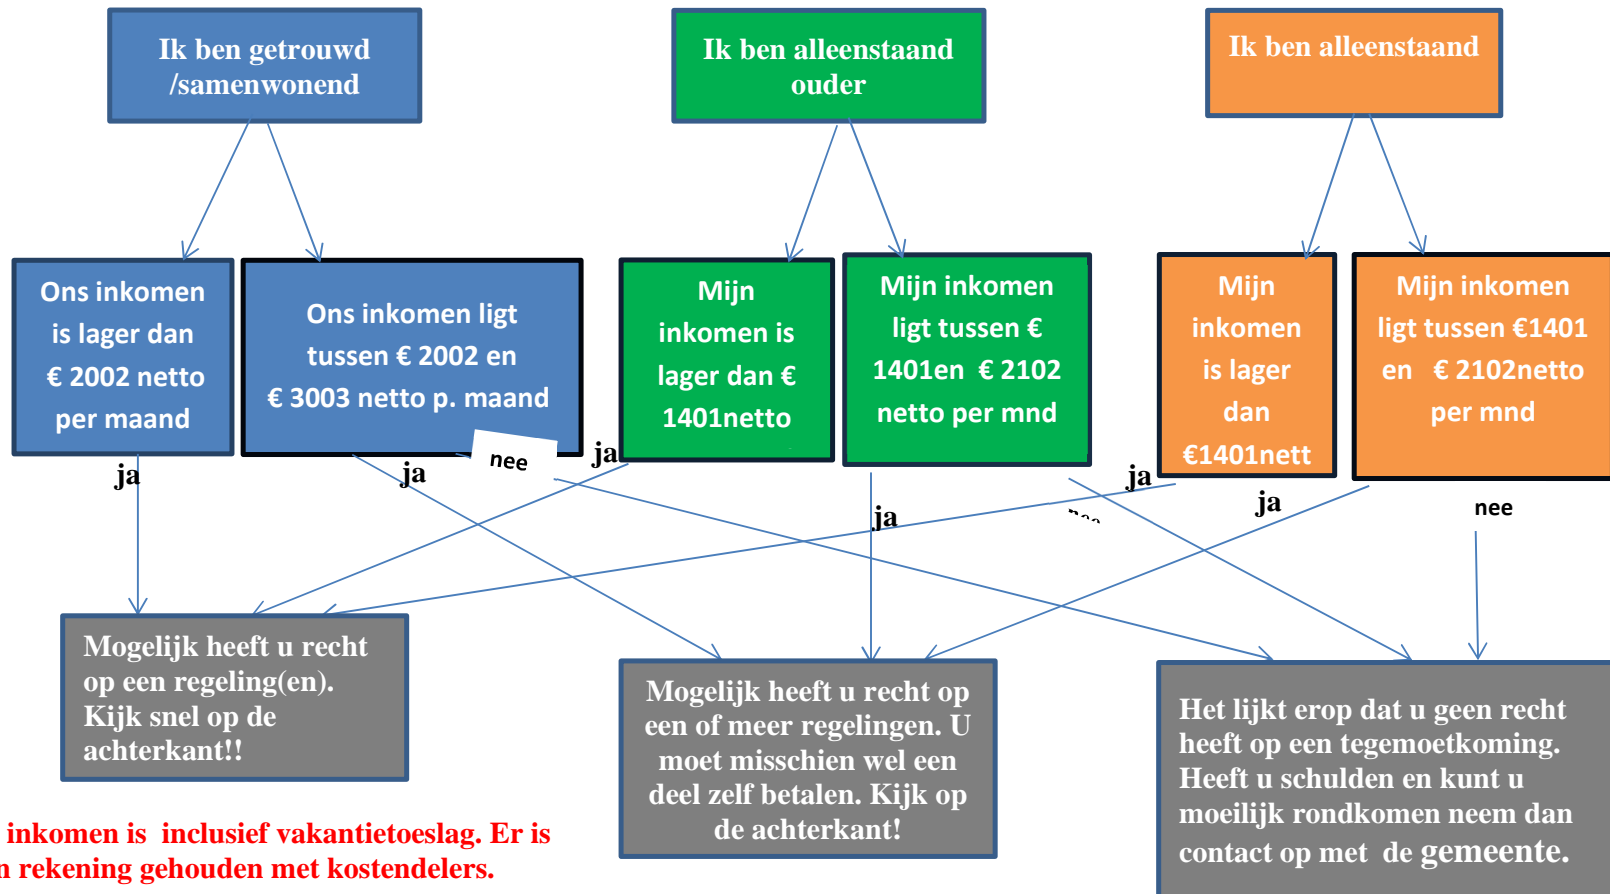 Ik ben getrouwd
/samenwonend
Ik ben alleenstaand
ouder
Ik ben alleenstaand
Ons inkomen
is lager dan
€ 2002 netto
per maand
Ons inkomen ligt
tussen € 2002 en
€ 3003 netto p. maand
Mijn
inkomen is
lager dan €
1401netto
Mijn inkomen
ligt tussen €
1401en € 2102
netto per mnd
Mijn
inkomen
is lager
dan
€1401nett
Mijn inkomen
ligt tussen €1401
en € 2102netto
per mnd
ja
ja
nee
ja
ja
ja
ja
nee
Mogelijk heeft u recht
op een regeling(en).
Kijk snel op de
achterkant!!
Mogelijk heeft u recht op
een of meer regelingen. U
moet misschien wel een
deel zelf betalen. Kijk op
de achterkant!
Het lijkt erop dat u geen recht
heeft op een tegemoetkoming.
Heeft u schulden en kunt u
moeilijk rondkomen neem dan
contact op met de gemeente.
inkomen is inclusief vakantietoeslag. Er is
rekening gehouden met kostendelers.